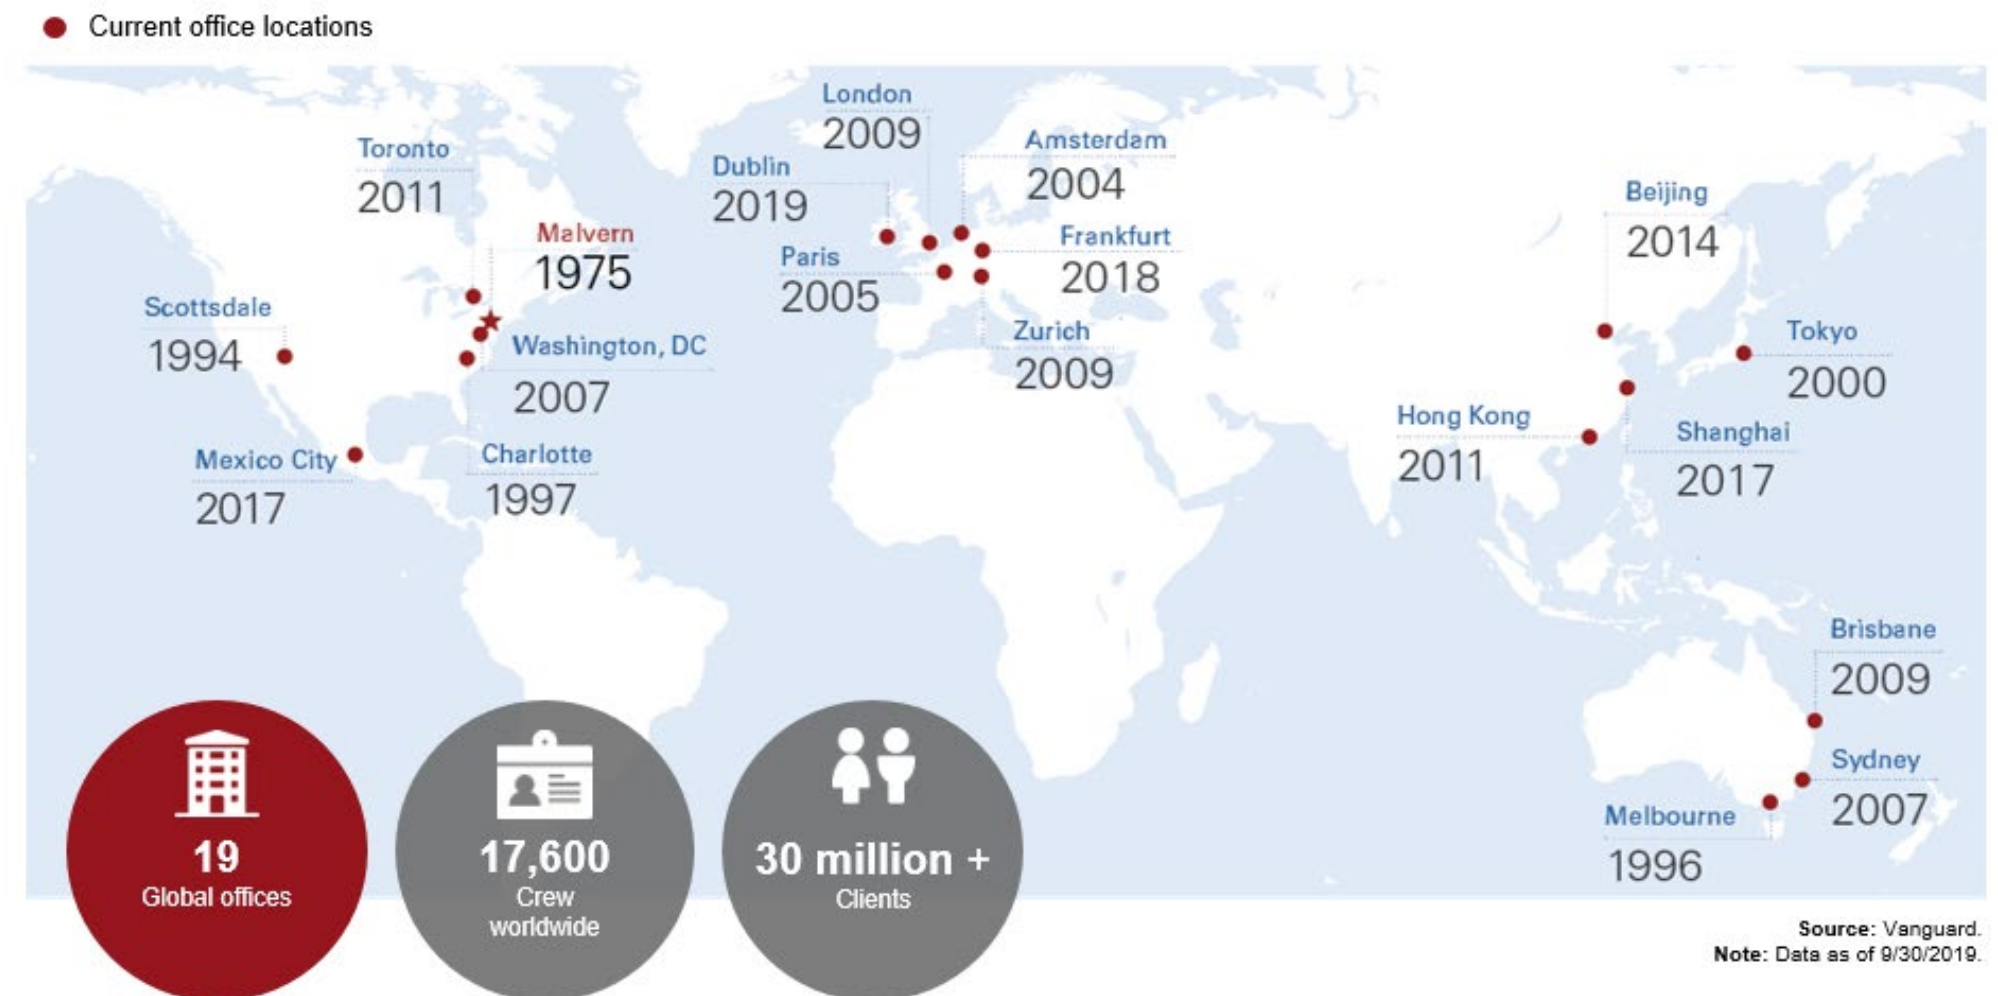 Current office locations
London
2009
Toronto
2011
Dublin
2019
Amsterdam
2004
Beijing
2014
Malvern
1975
Paris
2005
Frankfurt
2018
Scottsdale
1994
Washington, DC
2007
Zurich
2009
Tokyo
2000
Hong Kong
2011
Shanghai
2017
Mexico City
2017
Charlotte
1997
Brisbane
2009
Sydney
2007
Melbourne
1996
19
Global offices
17,600
Crew
worldwide
30 million +
Clients
Source: Vanguard.
Note: Data as of 9/30/2019.